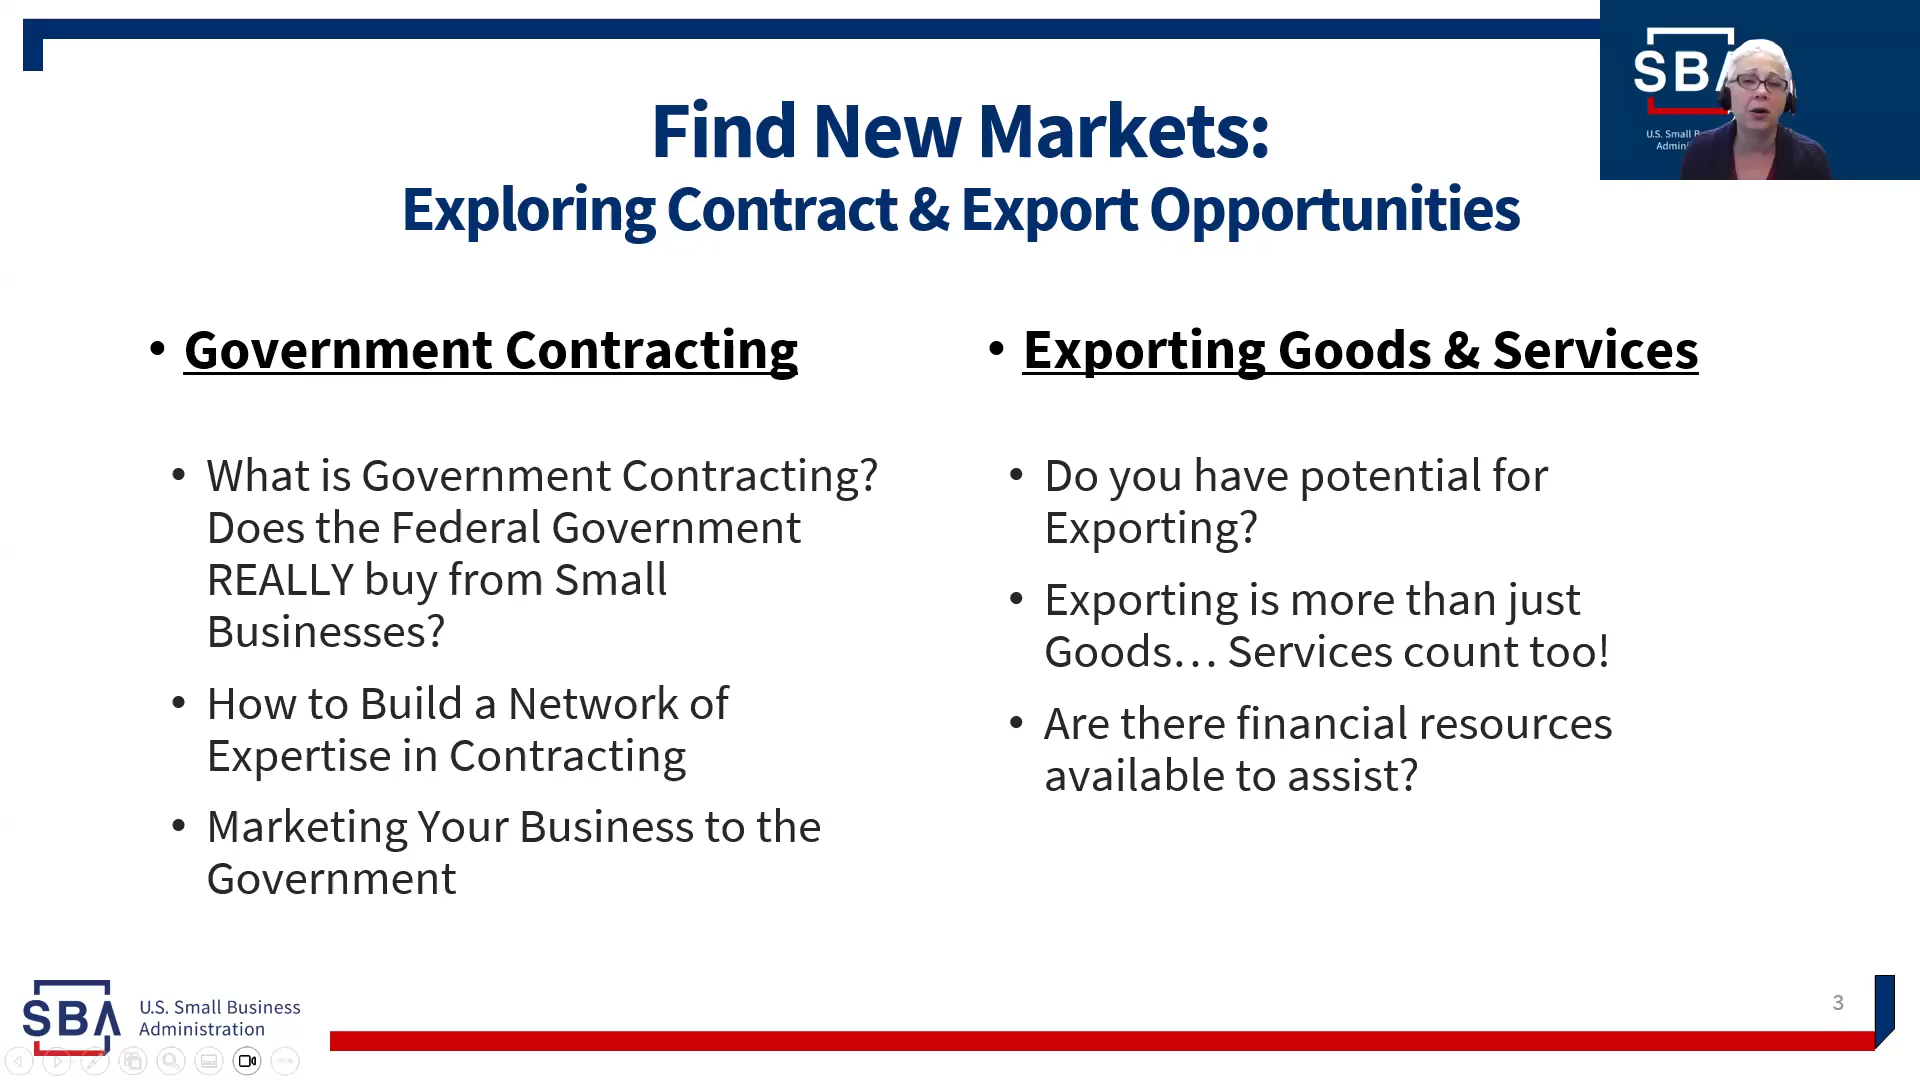 Find New Markets:
Exploring Contract & Export Opportunities
SBA
U.S. Small
• Government Contracting
• What is Government Contracting?
Does the Federal Government
REALLY buy from Small
Businesses?
• How to Build a Network of
Expertise in Contracting
• Marketing Your Business to the
Government
• Exporting Goods & Services
• Do you have potential for
Exporting?
• Exporting is more than just
Goods… Services count too!
• Are there financial resources
available to assist?
SBA
U.S. Small Business
Administration
3